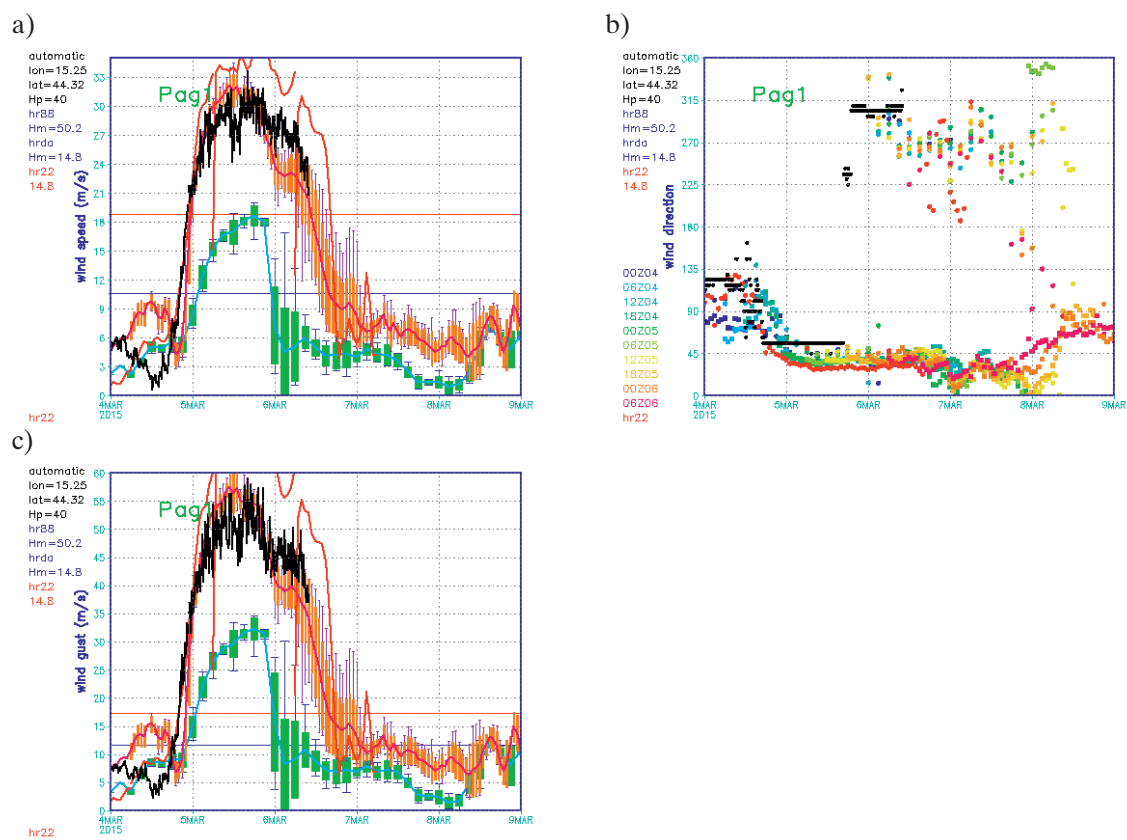 a)
automatic
lon=15.25
lat=44.32
Hp=40
hr88
Hm=50.2
hrda
Hm=14.8
hr22
14.8
hr22
Pag1
wind speed (m/s)
33
30
27
24
21
18
15
12
9
6
3
0
4MAR
2015
5MAR
6MAR
7MAR
8MAR
9MAR
b)
automatic
lon=15.25
lat=44.32
Hp=40
hr88
Hm=50.2
hrda
Hm=14.8
hr22
14.8
00Z04
06Z04
12Z04
18Z04
00Z05
06Z05
12Z05
18Z05
00Z06
06Z06
hr22
Pag1
wind direction
360
315
270
225
180
135
90
45
0
4MAR
2015
5MAR
6MAR
7MAR
8MAR
9MAR
c)
automatic
lon=15.25
lat=44.32
Hp=40
hr88
Hm=50.2
hrda
Hm=14.8
hr22
14.8
hr22
Pag1
wind gust (m/s)
60
55
50
45
40
35
30
25
20
15
10
5
0
4MAR
2015
5MAR
6MAR
7MAR
8MAR
9MAR